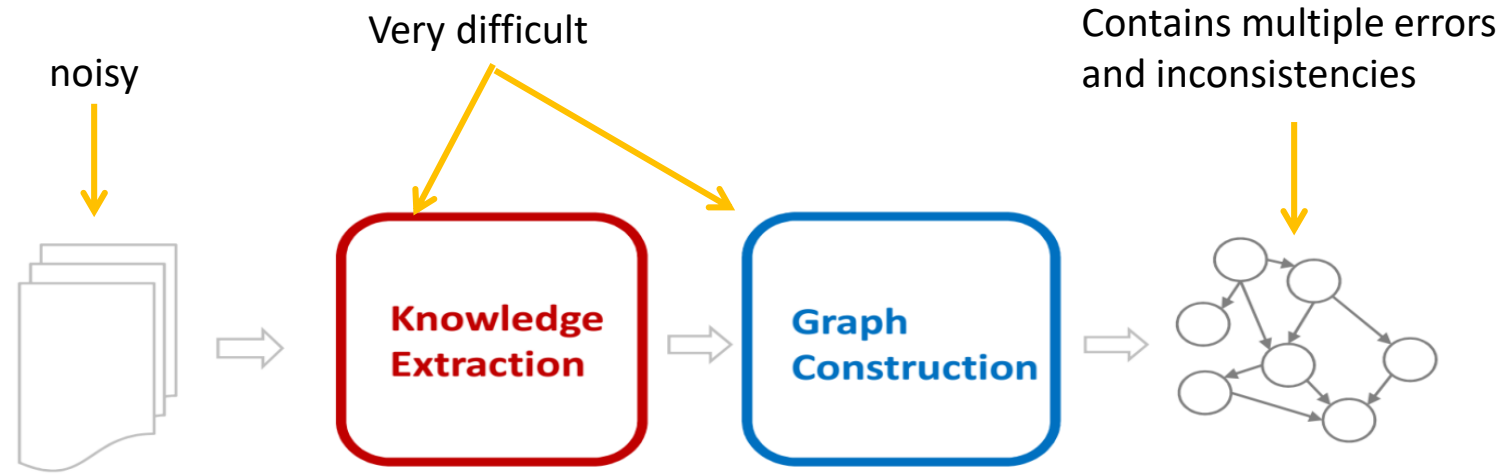 noisy
Very difficult
Contains multiple errors
and inconsistencies
Knowledge
Extraction
Graph
Construction